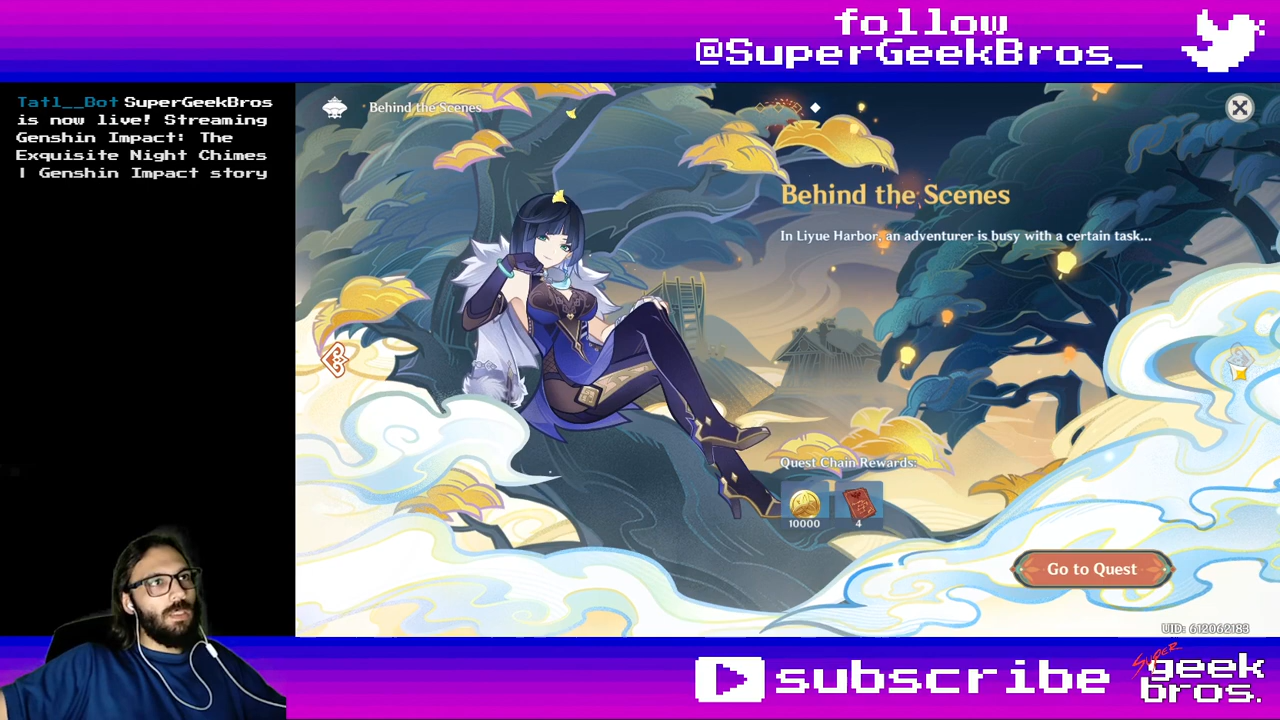 follow
@SuperGeekBros_
Tatl__Bot SuperGeekBros
is now live! Streaming
Genshin Impact: The
Exquisite Night Chimes
| Genshin Impact story
Behind the Scenes
Behind the Scenes
In Liyue Harbor, an adventurer is busy with a certain task...
Quest Chain Rewards:
10000
4
Go to Quest
UID: 612062183
subscribe
super
geek
bros.